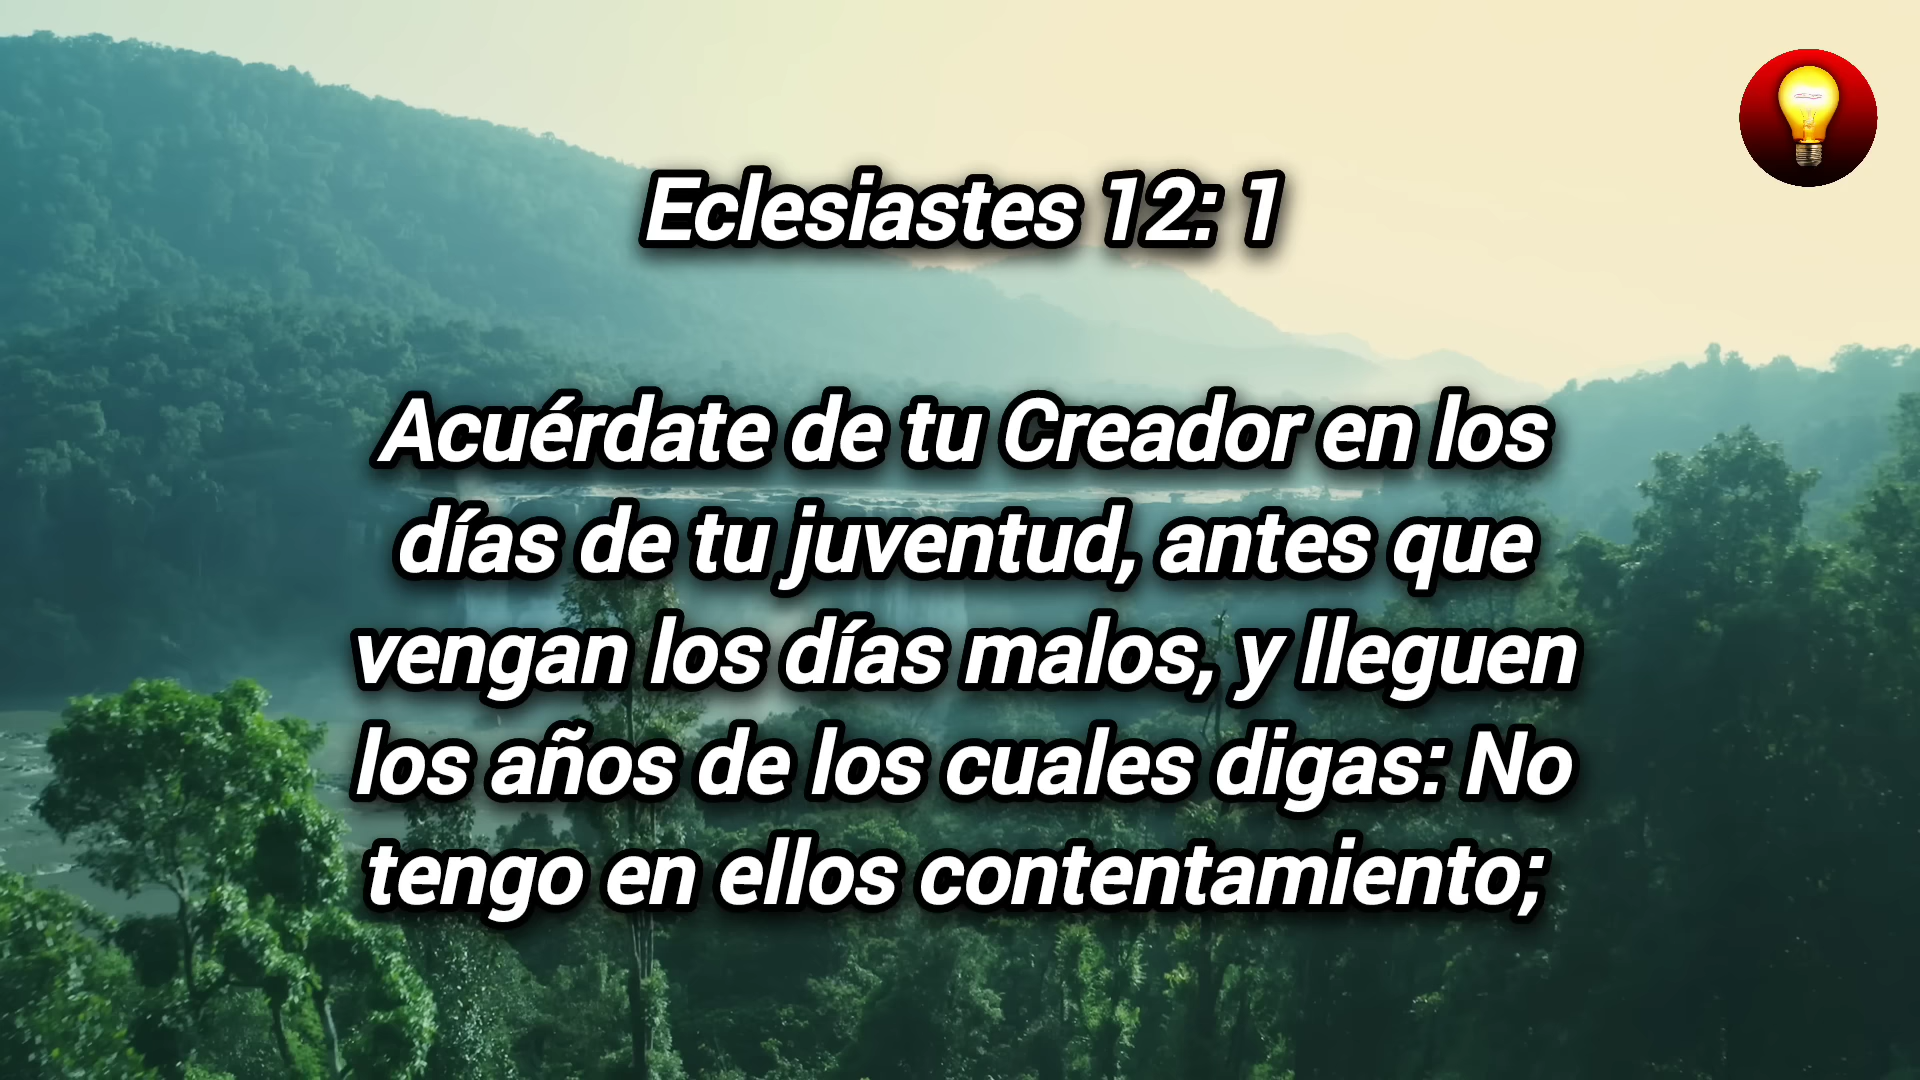 Eclesiastes 12: 1
Acuérdate de tu Creador en los
días de tu juventud, antes que
vengan los días malos, y lleguen
los años de los cuales digas: No
tengo en ellos contentamiento;